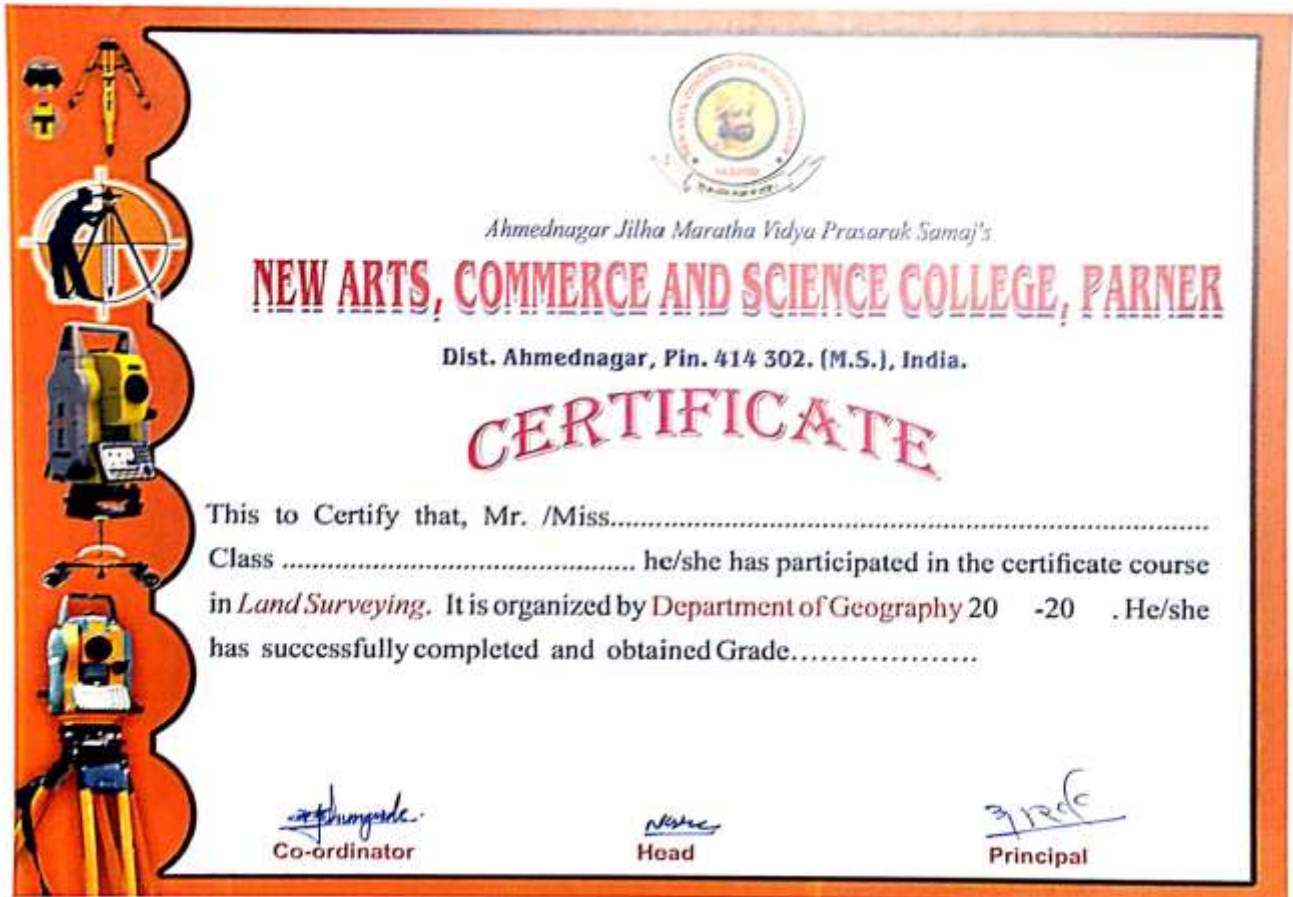 Ahmednagar Jilha Maratha Vidya Prasarak Samaj's
NEW ARTS, COMMERCE AND SCIENCE COLLEGE, PARNER
Dist. Ahmednagar, Pin. 414 302. (M.S.), India.
CERTIFICATE
This to Certify that, Mr. /Miss....................................................................................................
Class ................................................ he/she has participated in the certificate course
in Land Surveying. It is organized by Department of Geography 20 -20 . He/she
has successfully completed and obtained Grade...................
Co-ordinator Head Principal